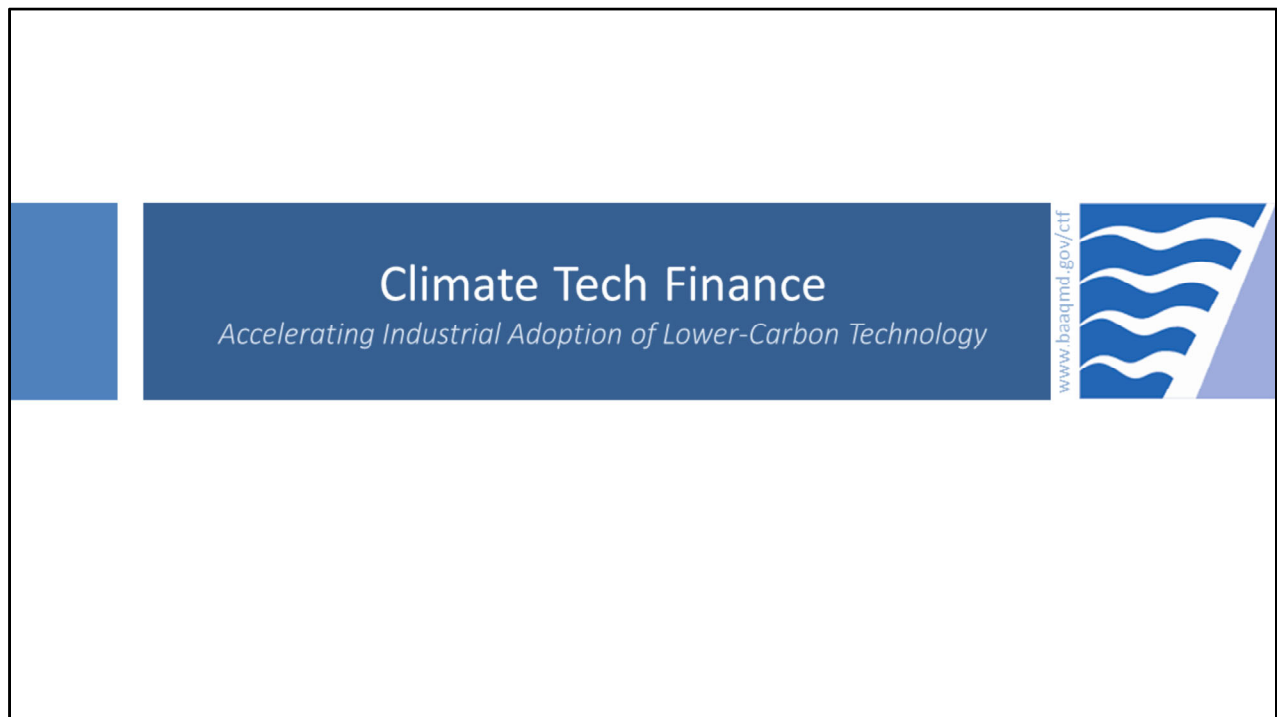 Climate Tech Finance
Accelerating Industrial Adoption of Lower-Carbon Technology
www.baaqmd.gov/ctf